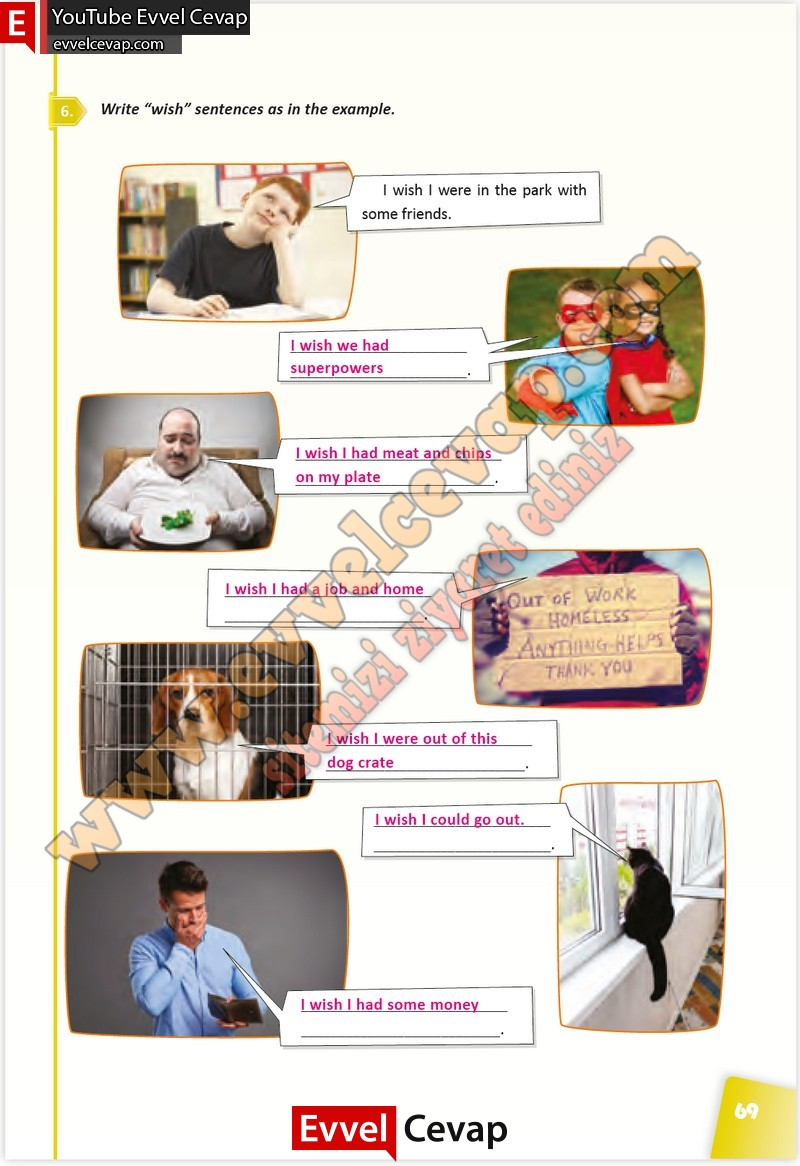 E
YouTube Evvel Cevap
evvelcevap.com
6.
Write “wish” sentences as in the example.
I wish I were in the park with
some friends.
I wish we had
superpowers.
I wish I had meat and chips
on my plate.
I wish I had a job and home
.
OUT OF WORK
HOMELESS
ANYTHING HELPS
THANK YOU
I wish I were out of this
dog crate.
I wish I could go out.
.
I wish I had some money
.
www.evvelcevap.com
sitemizi ziyaret ediniz
69
Evvel Cevap